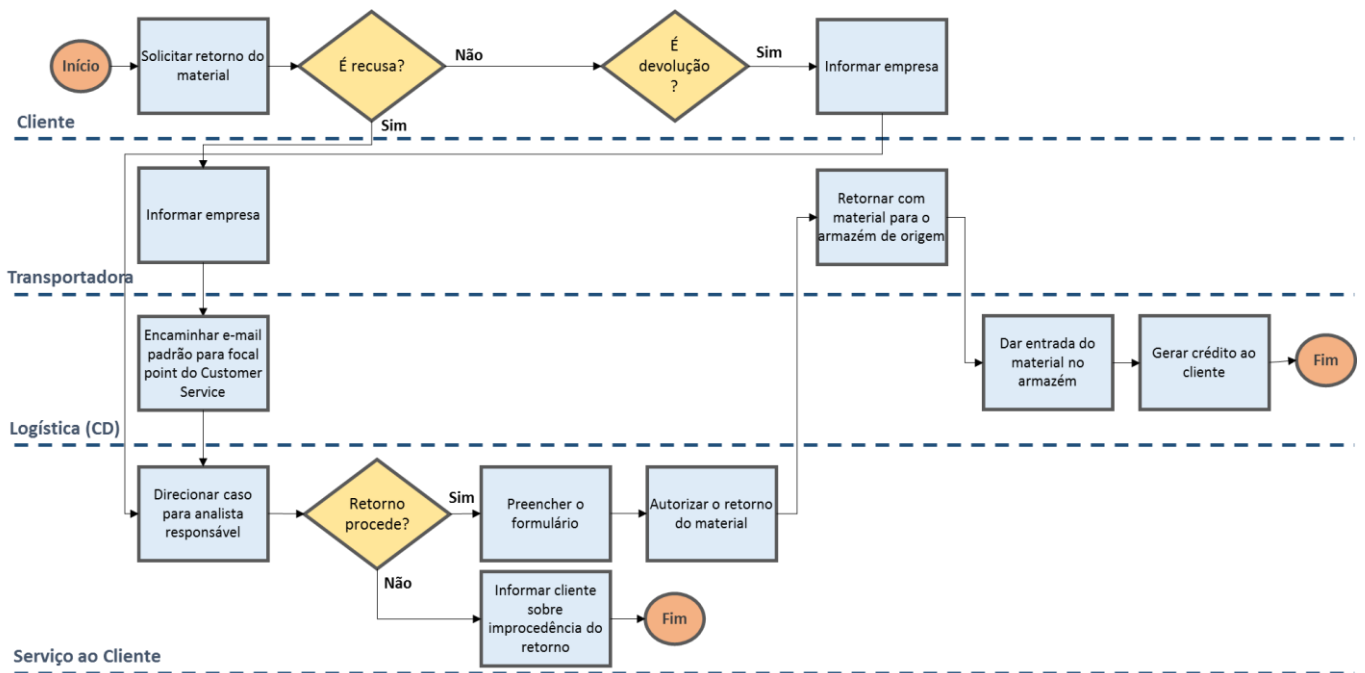 Início
Solicitar retorno do
material
É recusa?
Não
É
devolução
?
Sim
Informar empresa
Cliente
Sim
Informar empresa
Retornar com
material para o
armazém de origem
Transportadora
Encaminhar e-mail
padrão para focal
point do Customer
Service
Dar entrada do
material no
armazém
Gerar crédito ao
cliente
Fim
Logística (CD)
Direcionar caso
para analista
responsável
Retorno
procede?
Sim
Preencher o
formulário
Autorizar o retorno
do material
Não
Informar cliente
sobre
improcedência do
retorno
Fim
Serviço ao Cliente